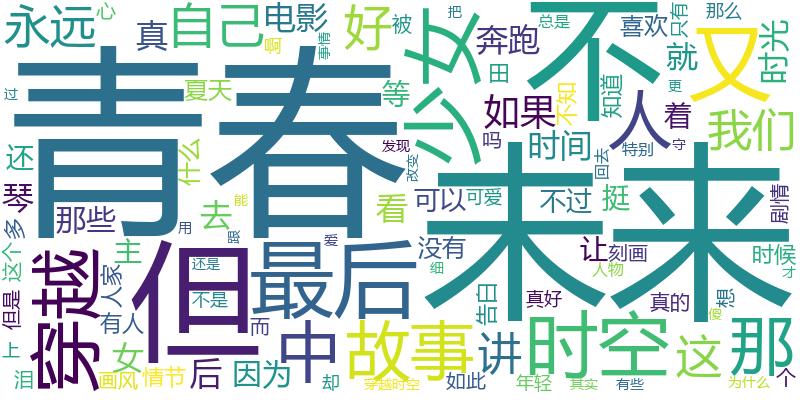 永远
心
真
自己
电影
啊
事情
好
被
少女
把
奔跑
总是
不
喜欢
只有
那么
又
时光
就
田
夏天
等
青春
如果
不知
知道
人
着
更
我们
过
还
什么
发现
改变
吗
时间
回去
特别
守
琴
那些
去
能
用
跟
爱
看
可以
可爱
不过
挺
未来
剧情
多
这个
但是
穿越
主
人家
但
还是
不是
最后
没有
细
让
刻画
人物
时候
才
告白
真好
真的
想
傻
有人
而
上
泪
女
画风
情节
后
因为
中
却
故事
穿越时空
讲
如此
时空
年轻
其实
有些
这
那
为什么
个